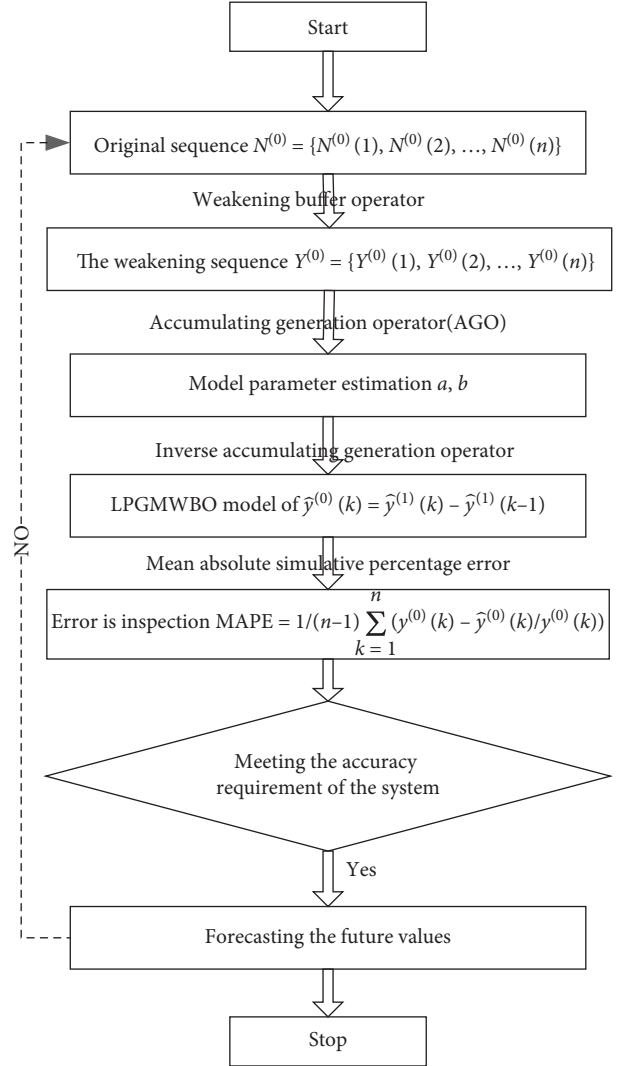 Start
Original sequence N⁽⁰⁾ = {N⁽⁰⁾ (1), N⁽⁰⁾ (2), …, N⁽⁰⁾ (n)}
Weakening buffer operator
The weakening sequence Y⁽⁰⁾ = {Y⁽⁰⁾ (1), Y⁽⁰⁾ (2), …, Y⁽⁰⁾ (n)}
Accumulating generation operator(AGO)
Model parameter estimation a, b
Inverse accumulating generation operator
LPGMWBO model of ŷ⁽⁰⁾ (k) = ŷ⁽¹⁾ (k) – ŷ⁽¹⁾ (k–1)
Mean absolute simulative percentage error
n
Error is inspection MAPE = 1/(n–1) ∑ (y⁽⁰⁾ (k) – ŷ⁽⁰⁾ (k)/y⁽⁰⁾ (k))
k = 1
Meeting the accuracy
requirement of the system
Yes
NO
Forecasting the future values
Stop